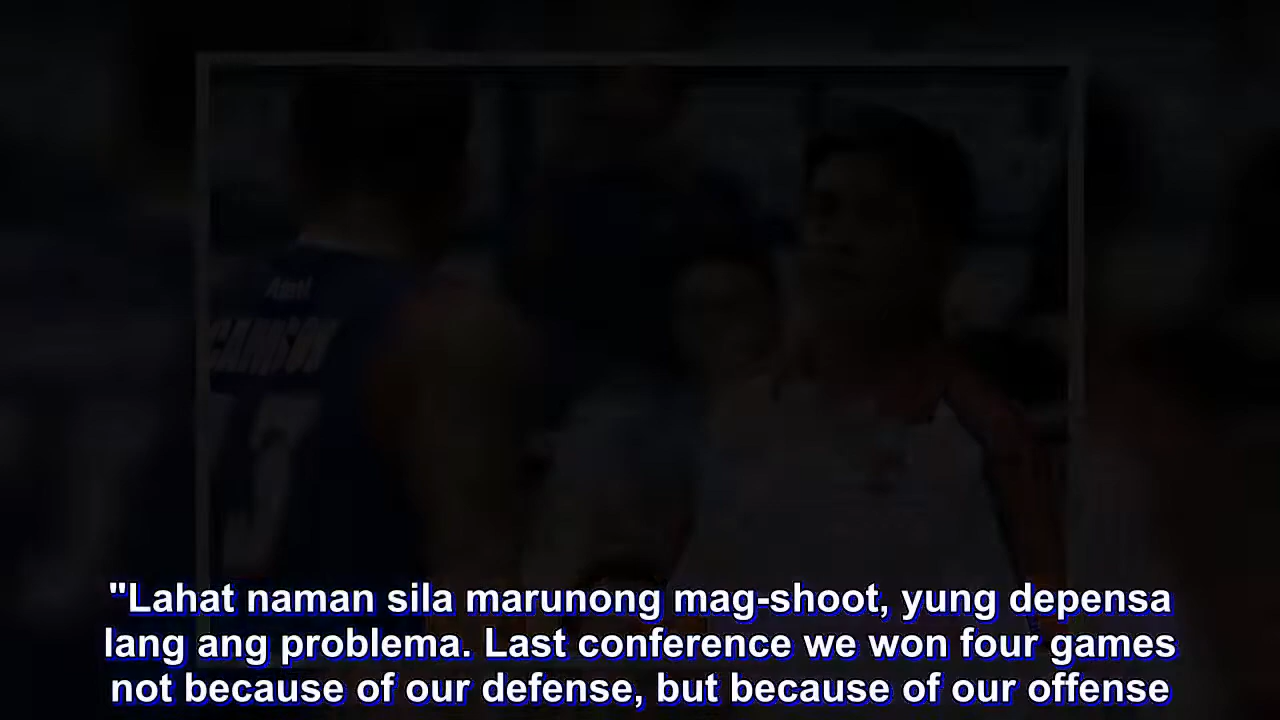 "Lahat naman sila marunong mag-shoot, yung depensa
lang ang problema. Last conference we won four games
not because of our defense, but because of our offense